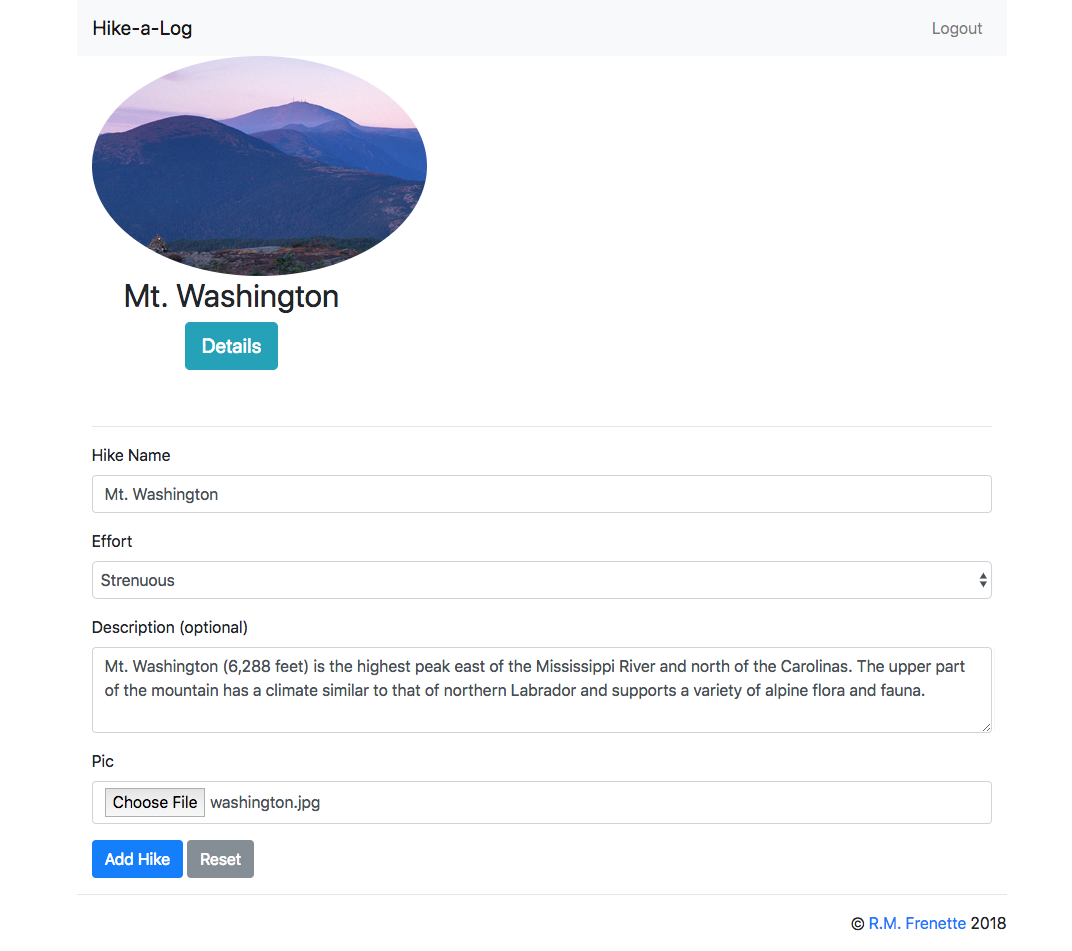 Hike-a-Log
Logout
Mt. Washington
Details
Hike Name
Mt. Washington
Effort
Strenuous
Description (optional)
Mt. Washington (6,288 feet) is the highest peak east of the Mississippi River and north of the Carolinas. The upper part
of the mountain has a climate similar to that of northern Labrador and supports a variety of alpine flora and fauna.
Pic
Choose File washington.jpg
Add Hike Reset
© R.M. Frenette 2018